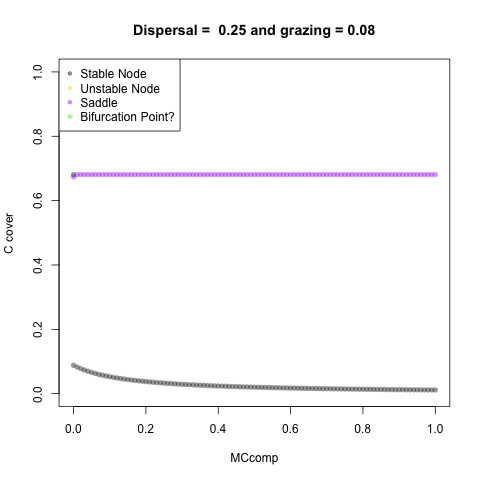 Dispersal =  0.25 and grazing = 0.08
Stable Node
Unstable Node
Saddle
Bifurcation Point?
1.0
0.8
0.6
0.4
0.2
0.0
C cover
0.0 0.2 0.4 0.6 0.8 1.0
MCcomp